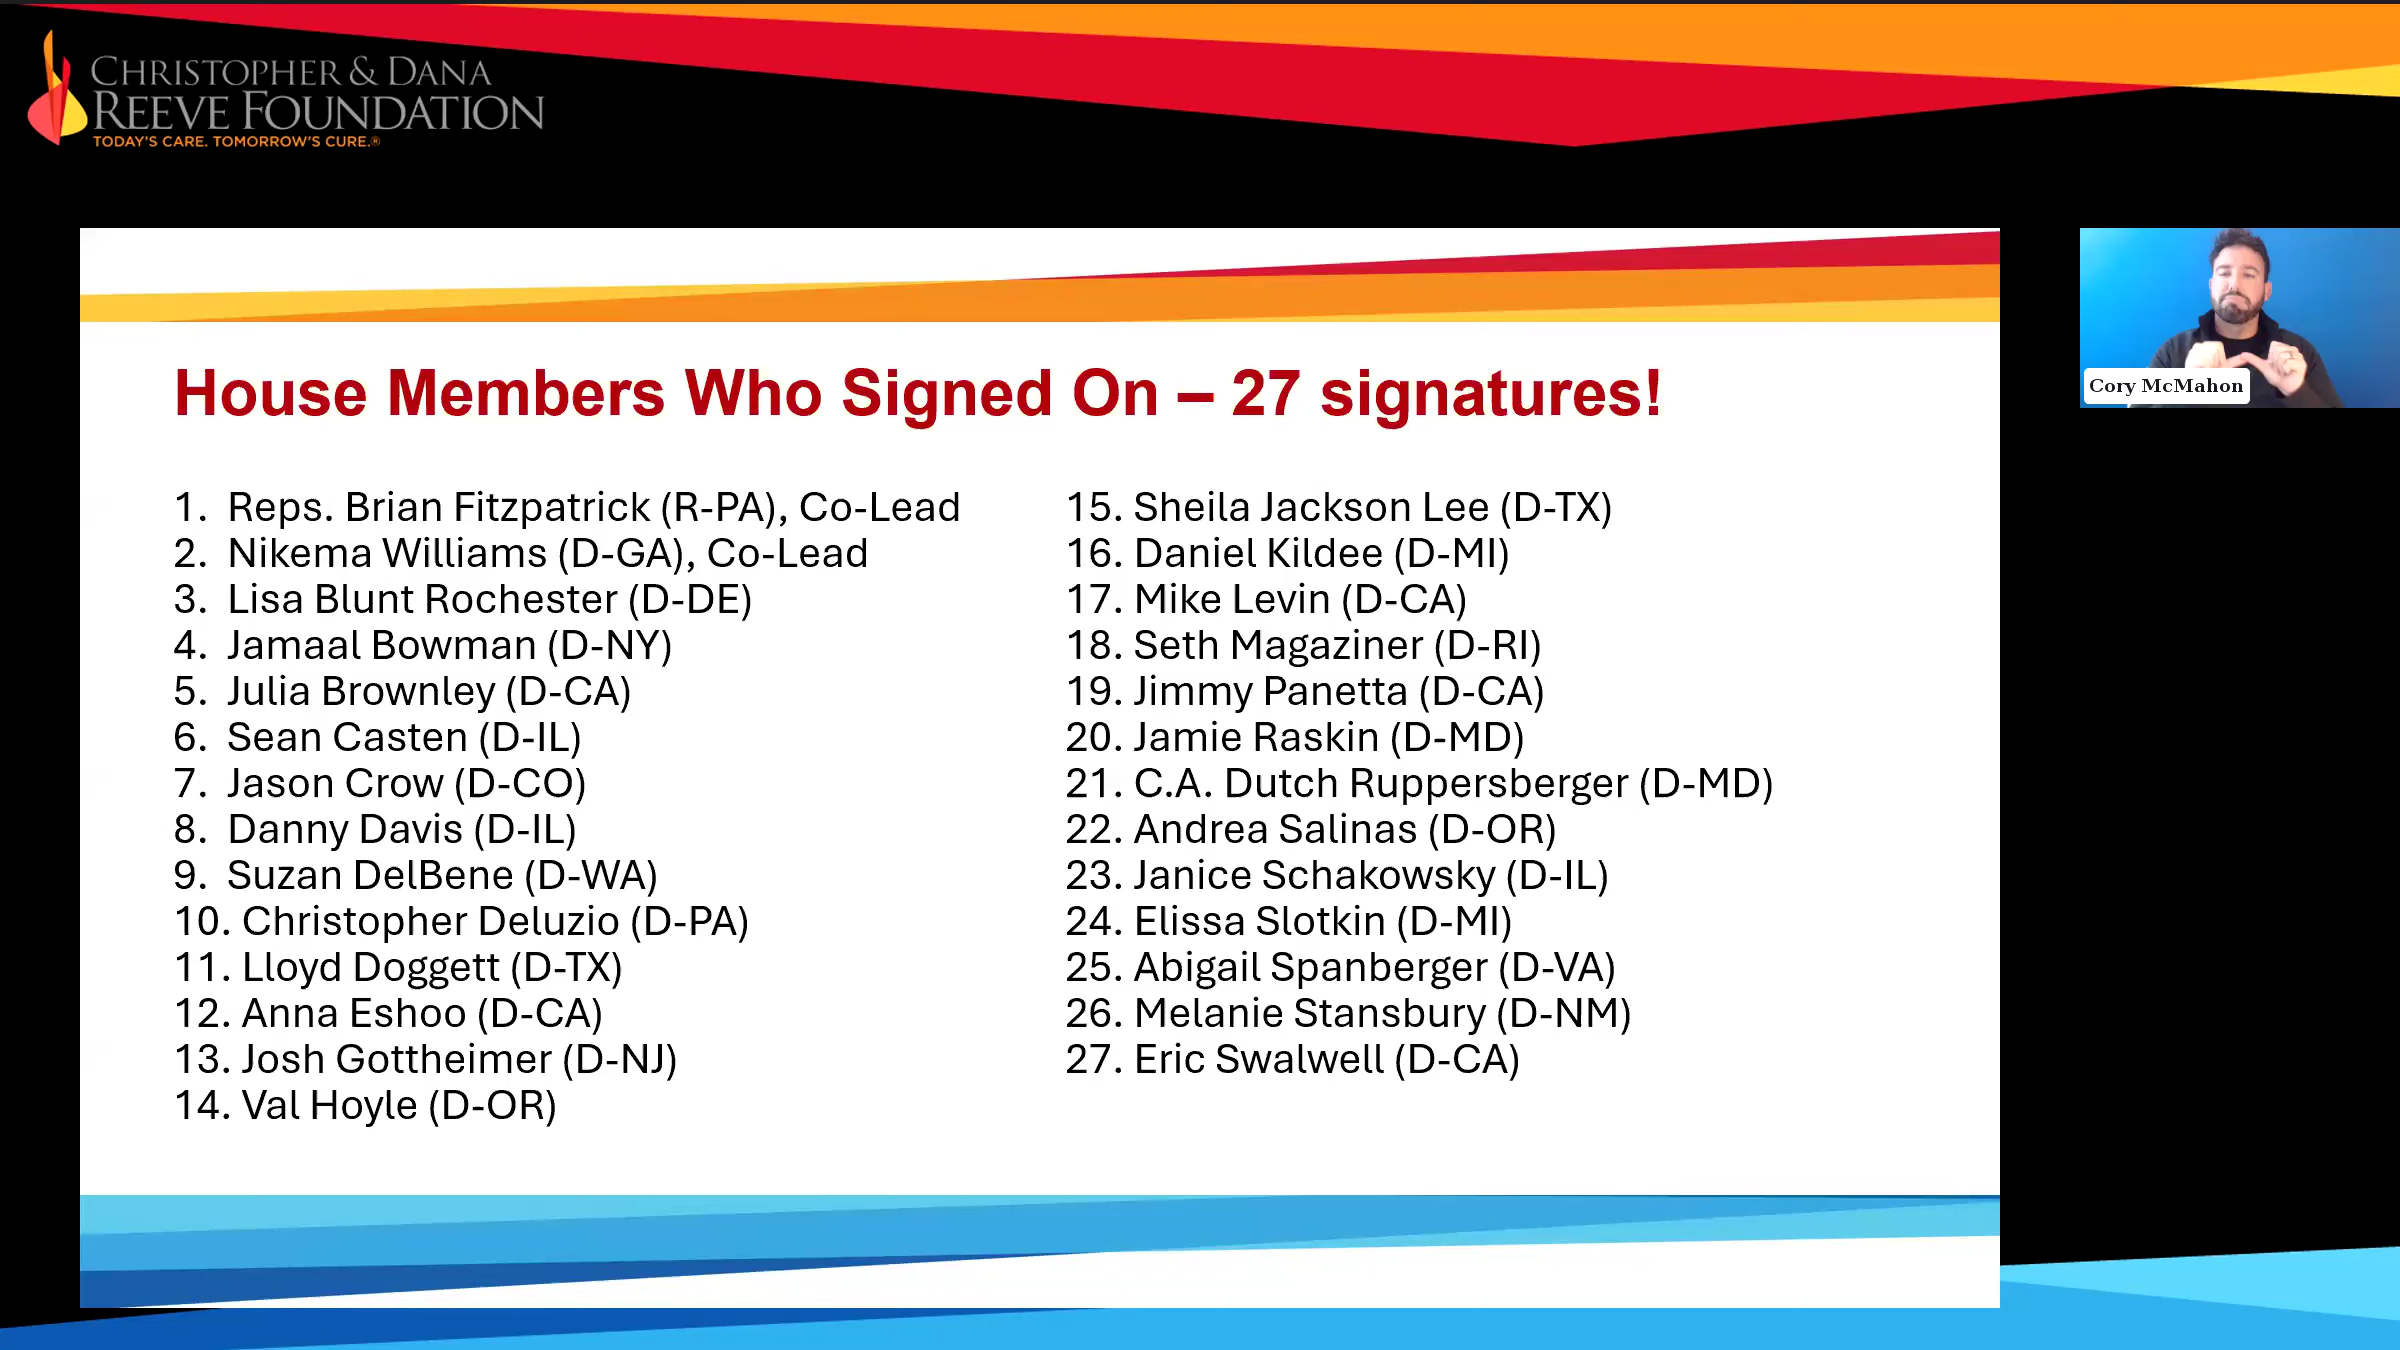 CHRISTOPHER & DANA
REEVE FOUNDATION
TODAY'S CARE. TOMORROW'S CURE.®
House Members Who Signed On – 27 signatures!
1. Reps. Brian Fitzpatrick (R-PA), Co-Lead
2. Nikema Williams (D-GA), Co-Lead
3. Lisa Blunt Rochester (D-DE)
4. Jamaal Bowman (D-NY)
5. Julia Brownley (D-CA)
6. Sean Casten (D-IL)
7. Jason Crow (D-CO)
8. Danny Davis (D-IL)
9. Suzan DelBene (D-WA)
10. Christopher Deluzio (D-PA)
11. Lloyd Doggett (D-TX)
12. Anna Eshoo (D-CA)
13. Josh Gottheimer (D-NJ)
14. Val Hoyle (D-OR)
15. Sheila Jackson Lee (D-TX)
16. Daniel Kildee (D-MI)
17. Mike Levin (D-CA)
18. Seth Magaziner (D-RI)
19. Jimmy Panetta (D-CA)
20. Jamie Raskin (D-MD)
21. C.A. Dutch Ruppersberger (D-MD)
22. Andrea Salinas (D-OR)
23. Janice Schakowsky (D-IL)
24. Elissa Slotkin (D-MI)
25. Abigail Spanberger (D-VA)
26. Melanie Stansbury (D-NM)
27. Eric Swalwell (D-CA)
Cory McMahon